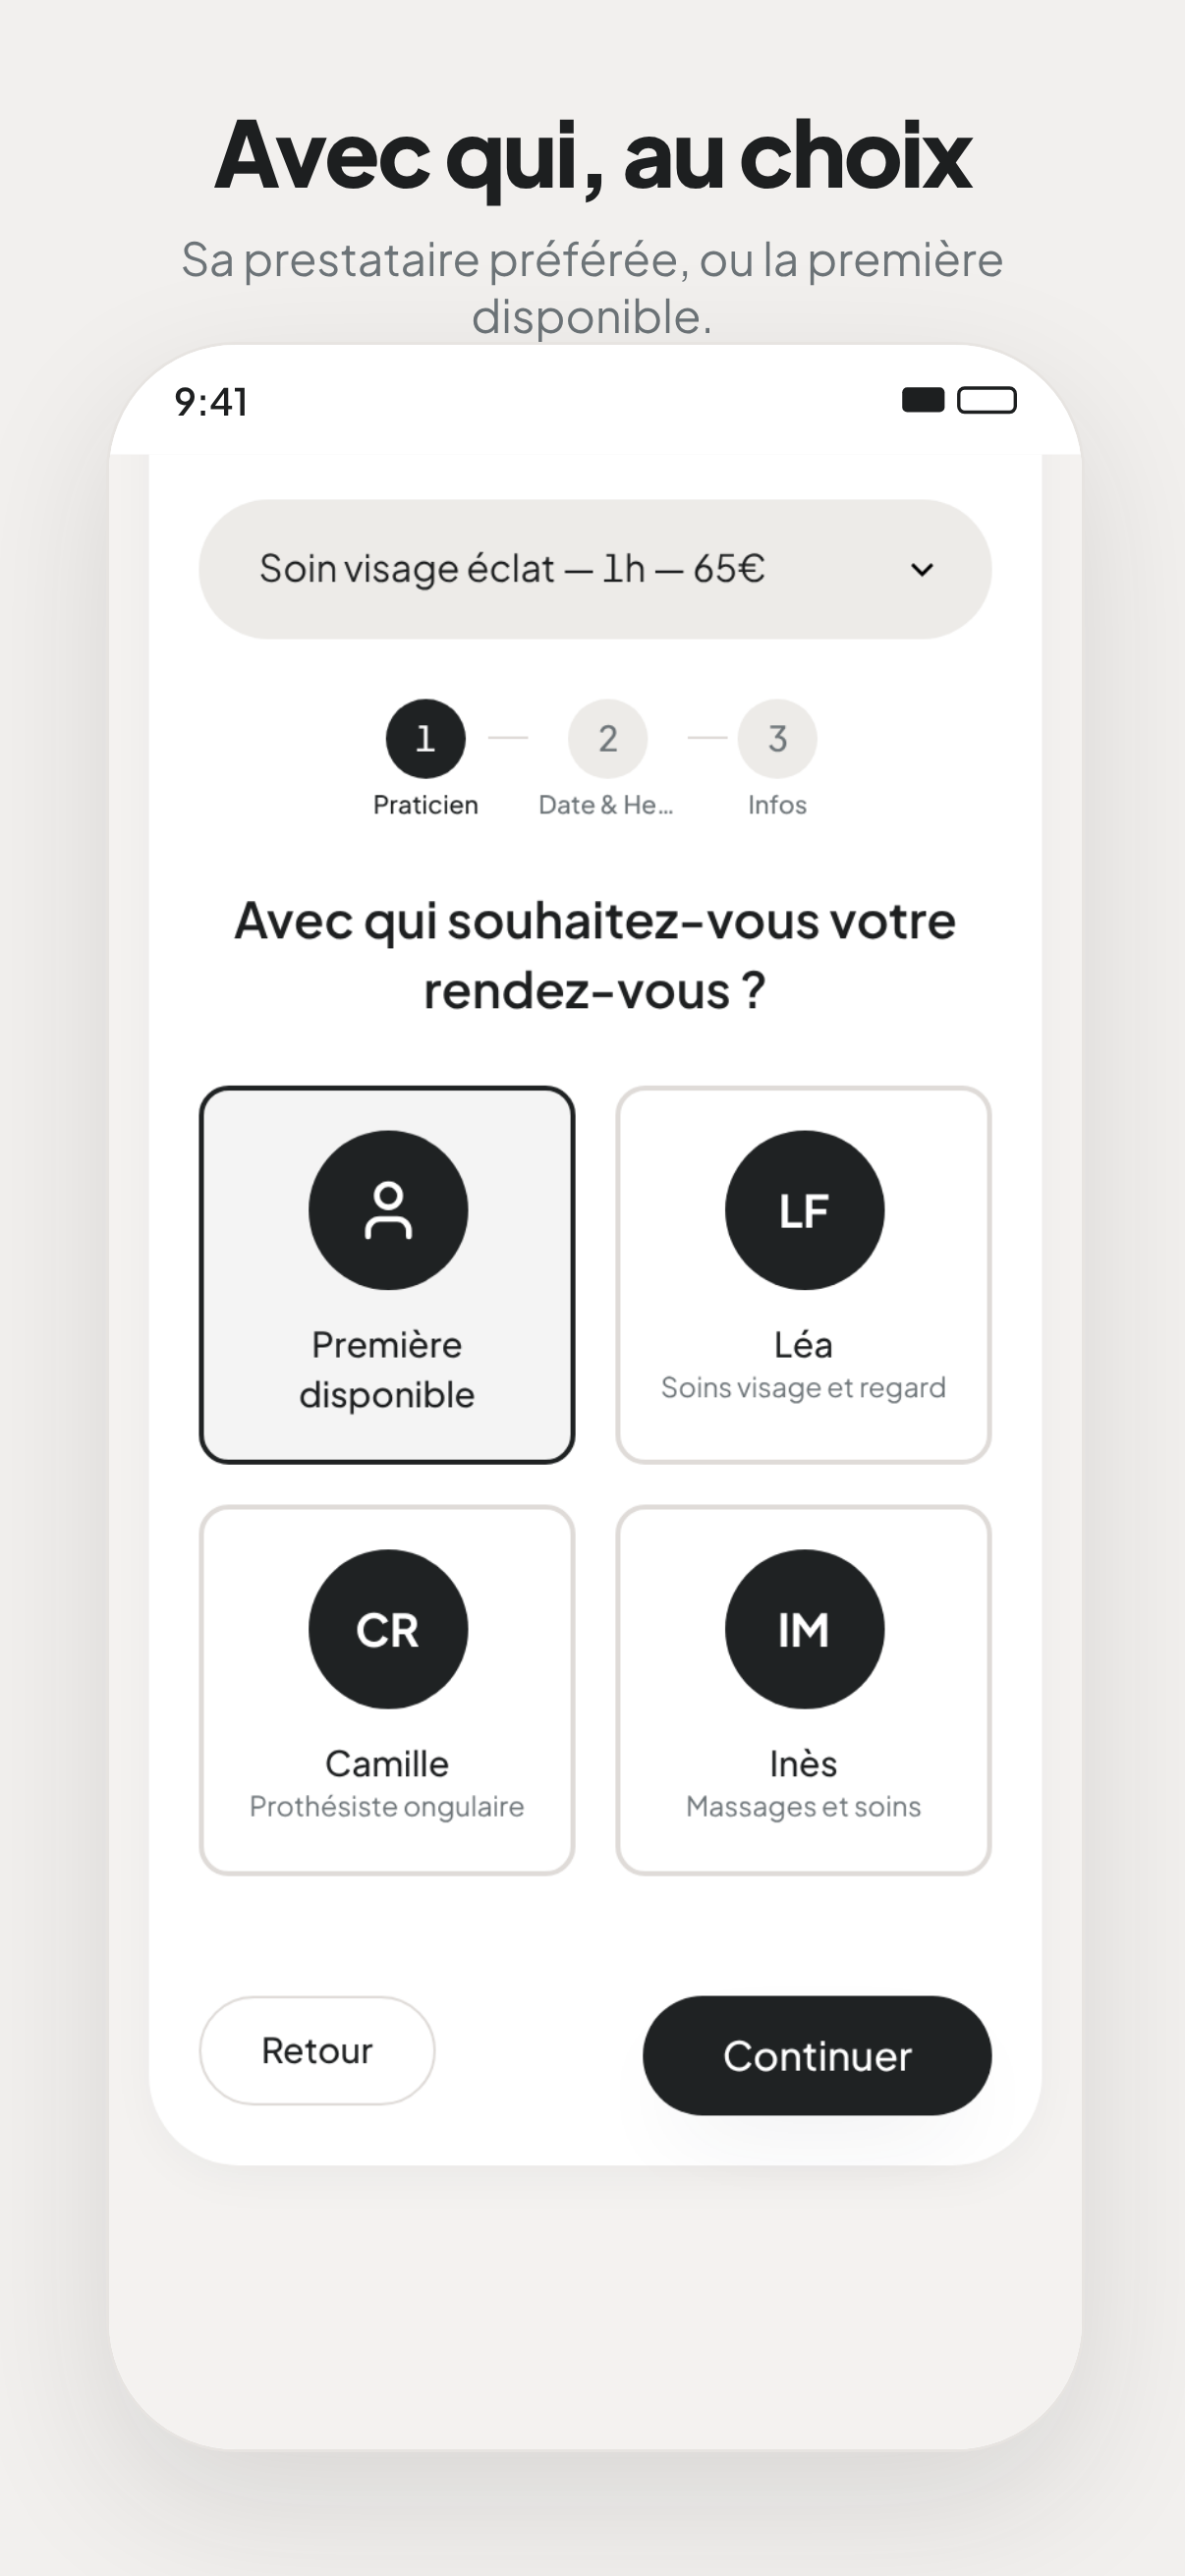 Avec qui, au choix
Sa prestataire préférée, ou la première
disponible.
9:41
Soin visage éclat — 1h — 65€
1
2
3
Praticien
Date & He...
Infos
Avec qui souhaitez-vous votre
rendez-vous ?
Première
disponible
LF
Léa
Soins visage et regard
CR
Camille
Prothésiste ongulaire
IM
Inès
Massages et soins
Retour
Continuer